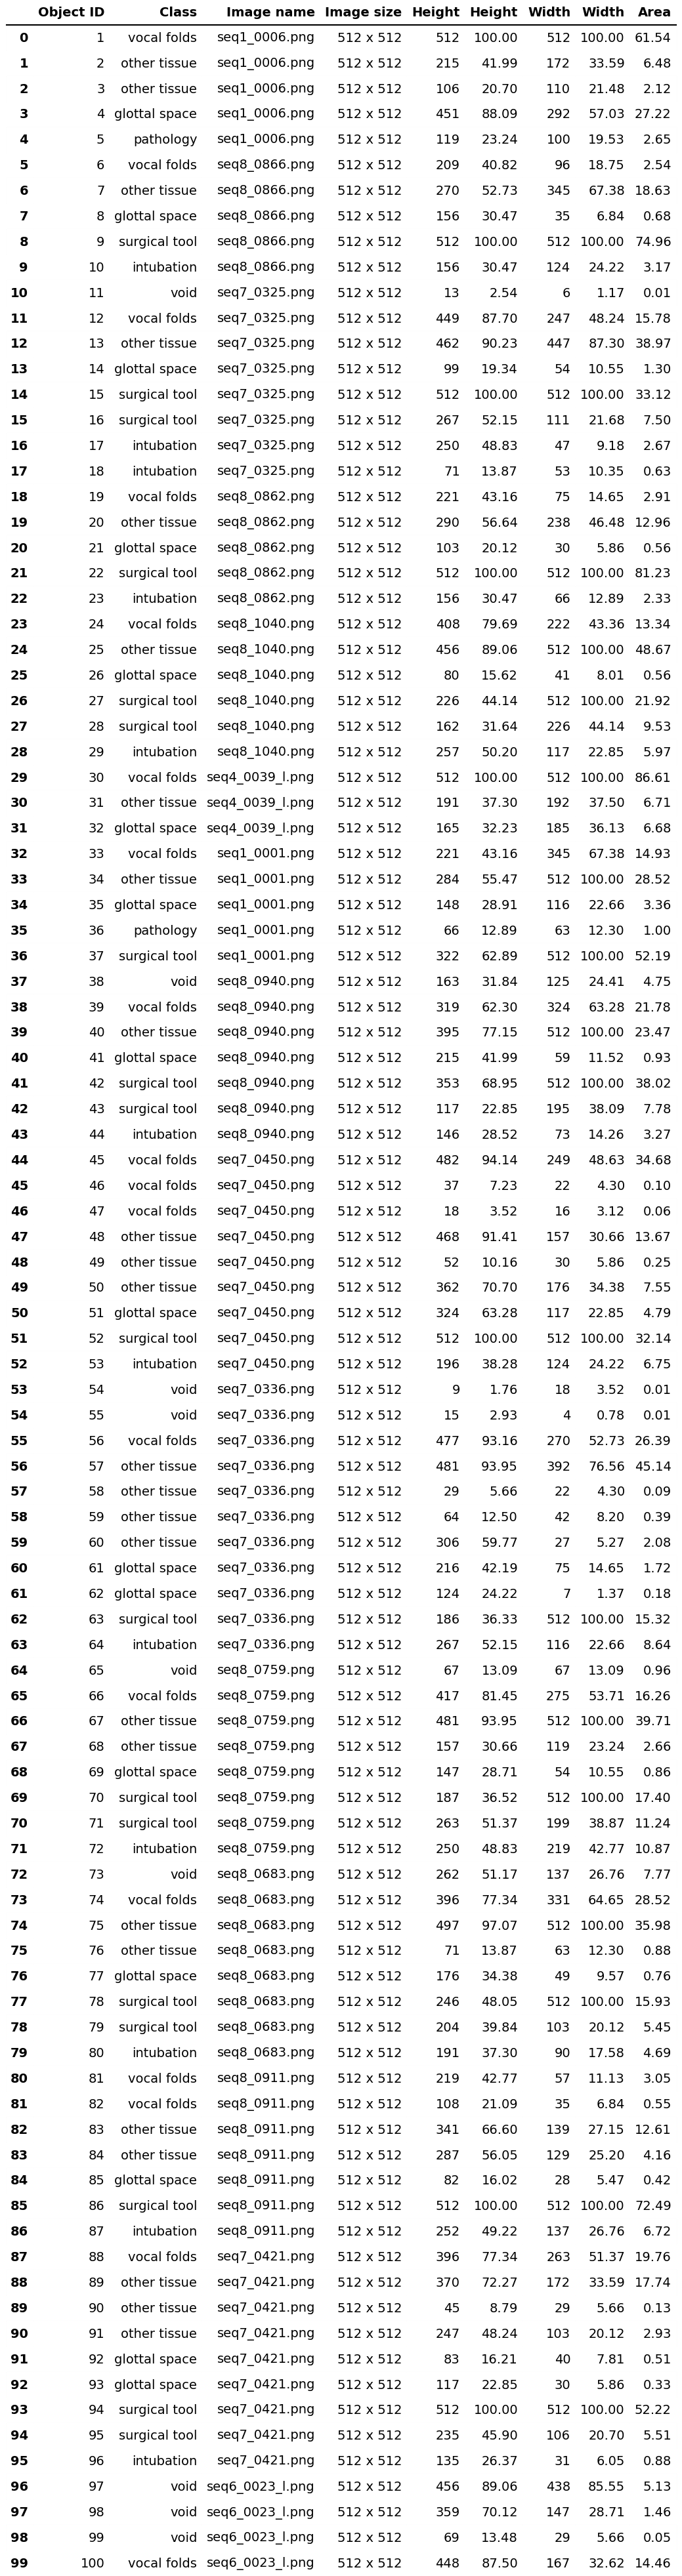 Object ID Class Image name Image size Height Height Width Width Area
0 1 vocal folds seq1_0006.png 512 x 512 512 100.00 512 100.00 61.54
1 2 other tissue seq1_0006.png 512 x 512 215 41.99 172 33.59 6.48
2 3 other tissue seq1_0006.png 512 x 512 106 20.70 110 21.48 2.12
3 4 glottal space seq1_0006.png 512 x 512 451 88.09 292 57.03 27.22
4 5 pathology seq1_0006.png 512 x 512 119 23.24 100 19.53 2.65
5 6 vocal folds seq8_0866.png 512 x 512 209 40.82 96 18.75 2.54
6 7 other tissue seq8_0866.png 512 x 512 270 52.73 345 67.38 18.63
7 8 glottal space seq8_0866.png 512 x 512 156 30.47 35 6.84 0.68
8 9 surgical tool seq8_0866.png 512 x 512 512 100.00 512 100.00 74.96
9 10 intubation seq8_0866.png 512 x 512 156 30.47 124 24.22 3.17
10 11 void seq7_0325.png 512 x 512 13 2.54 6 1.17 0.01
11 12 vocal folds seq7_0325.png 512 x 512 449 87.70 247 48.24 15.78
12 13 other tissue seq7_0325.png 512 x 512 462 90.23 447 87.30 38.97
13 14 glottal space seq7_0325.png 512 x 512 99 19.34 54 10.55 1.30
14 15 surgical tool seq7_0325.png 512 x 512 512 100.00 512 100.00 33.12
15 16 surgical tool seq7_0325.png 512 x 512 267 52.15 111 21.68 7.50
16 17 intubation seq7_0325.png 512 x 512 250 48.83 47 9.18 2.67
17 18 intubation seq7_0325.png 512 x 512 71 13.87 53 10.35 0.63
18 19 vocal folds seq8_0862.png 512 x 512 221 43.16 75 14.65 2.91
19 20 other tissue seq8_0862.png 512 x 512 290 56.64 238 46.48 12.96
20 21 glottal space seq8_0862.png 512 x 512 103 20.12 30 5.86 0.56
21 22 surgical tool seq8_0862.png 512 x 512 512 100.00 512 100.00 81.23
22 23 intubation seq8_0862.png 512 x 512 156 30.47 66 12.89 2.33
23 24 vocal folds seq8_1040.png 512 x 512 408 79.69 222 43.36 13.34
24 25 other tissue seq8_1040.png 512 x 512 456 89.06 512 100.00 48.67
25 26 glottal space seq8_1040.png 512 x 512 80 15.62 41 8.01 0.56
26 27 surgical tool seq8_1040.png 512 x 512 226 44.14 512 100.00 21.92
27 28 surgical tool seq8_1040.png 512 x 512 162 31.64 226 44.14 9.53
28 29 intubation seq8_1040.png 512 x 512 257 50.20 117 22.85 5.97
29 30 vocal folds seq4_0039_l.png 512 x 512 512 100.00 512 100.00 86.61
30 31 other tissue seq4_0039_l.png 512 x 512 191 37.30 192 37.50 6.71
31 32 glottal space seq4_0039_l.png 512 x 512 165 32.23 185 36.13 6.68
32 33 vocal folds seq1_0001.png 512 x 512 221 43.16 345 67.38 14.93
33 34 other tissue seq1_0001.png 512 x 512 284 55.47 512 100.00 28.52
34 35 glottal space seq1_0001.png 512 x 512 148 28.91 116 22.66 3.36
35 36 pathology seq1_0001.png 512 x 512 66 12.89 63 12.30 1.00
36 37 surgical tool seq1_0001.png 512 x 512 322 62.89 512 100.00 52.19
37 38 void seq8_0940.png 512 x 512 163 31.84 125 24.41 4.75
38 39 vocal folds seq8_0940.png 512 x 512 319 62.30 324 63.28 21.78
39 40 other tissue seq8_0940.png 512 x 512 395 77.15 512 100.00 23.47
40 41 glottal space seq8_0940.png 512 x 512 215 41.99 59 11.52 0.93
41 42 surgical tool seq8_0940.png 512 x 512 353 68.95 512 100.00 38.02
42 43 surgical tool seq8_0940.png 512 x 512 117 22.85 195 38.09 7.78
43 44 intubation seq8_0940.png 512 x 512 146 28.52 73 14.26 3.27
44 45 vocal folds seq7_0450.png 512 x 512 482 94.14 249 48.63 34.68
45 46 vocal folds seq7_0450.png 512 x 512 37 7.23 22 4.30 0.10
46 47 vocal folds seq7_0450.png 512 x 512 18 3.52 16 3.12 0.06
47 48 other tissue seq7_0450.png 512 x 512 468 91.41 157 30.66 13.67
48 49 other tissue seq7_0450.png 512 x 512 52 10.16 30 5.86 0.25
49 50 other tissue seq7_0450.png 512 x 512 362 70.70 176 34.38 7.55
50 51 glottal space seq7_0450.png 512 x 512 324 63.28 117 22.85 4.79
51 52 surgical tool seq7_0450.png 512 x 512 512 100.00 512 100.00 32.14
52 53 intubation seq7_0450.png 512 x 512 196 38.28 124 24.22 6.75
53 54 void seq7_0336.png 512 x 512 9 1.76 18 3.52 0.01
54 55 void seq7_0336.png 512 x 512 15 2.93 4 0.78 0.01
55 56 vocal folds seq7_0336.png 512 x 512 477 93.16 270 52.73 26.39
56 57 other tissue seq7_0336.png 512 x 512 481 93.95 392 76.56 45.14
57 58 other tissue seq7_0336.png 512 x 512 29 5.66 22 4.30 0.09
58 59 other tissue seq7_0336.png 512 x 512 64 12.50 42 8.20 0.39
59 60 other tissue seq7_0336.png 512 x 512 306 59.77 27 5.27 2.08
60 61 glottal space seq7_0336.png 512 x 512 216 42.19 75 14.65 1.72
61 62 glottal space seq7_0336.png 512 x 512 124 24.22 7 1.37 0.18
62 63 surgical tool seq7_0336.png 512 x 512 186 36.33 512 100.00 15.32
63 64 intubation seq7_0336.png 512 x 512 267 52.15 116 22.66 8.64
64 65 void seq8_0759.png 512 x 512 67 13.09 67 13.09 0.96
65 66 vocal folds seq8_0759.png 512 x 512 417 81.45 275 53.71 16.26
66 67 other tissue seq8_0759.png 512 x 512 481 93.95 512 100.00 39.71
67 68 other tissue seq8_0759.png 512 x 512 157 30.66 119 23.24 2.66
68 69 glottal space seq8_0759.png 512 x 512 147 28.71 54 10.55 0.86
69 70 surgical tool seq8_0759.png 512 x 512 187 36.52 512 100.00 17.40
70 71 surgical tool seq8_0759.png 512 x 512 263 51.37 199 38.87 11.24
71 72 intubation seq8_0759.png 512 x 512 250 48.83 219 42.77 10.87
72 73 void seq8_0683.png 512 x 512 262 51.17 137 26.76 7.77
73 74 vocal folds seq8_0683.png 512 x 512 396 77.34 331 64.65 28.52
74 75 other tissue seq8_0683.png 512 x 512 497 97.07 512 100.00 35.98
75 76 other tissue seq8_0683.png 512 x 512 71 13.87 63 12.30 0.88
76 77 glottal space seq8_0683.png 512 x 512 176 34.38 49 9.57 0.76
77 78 surgical tool seq8_0683.png 512 x 512 246 48.05 512 100.00 15.93
78 79 surgical tool seq8_0683.png 512 x 512 204 39.84 103 20.12 5.45
79 80 intubation seq8_0683.png 512 x 512 191 37.30 90 17.58 4.69
80 81 vocal folds seq8_0911.png 512 x 512 219 42.77 57 11.13 3.05
81 82 vocal folds seq8_0911.png 512 x 512 108 21.09 35 6.84 0.55
82 83 other tissue seq8_0911.png 512 x 512 341 66.60 139 27.15 12.61
83 84 other tissue seq8_0911.png 512 x 512 287 56.05 129 25.20 4.16
84 85 glottal space seq8_0911.png 512 x 512 82 16.02 28 5.47 0.42
85 86 surgical tool seq8_0911.png 512 x 512 512 100.00 512 100.00 72.49
86 87 intubation seq8_0911.png 512 x 512 252 49.22 137 26.76 6.72
87 88 vocal folds seq7_0421.png 512 x 512 396 77.34 263 51.37 19.76
88 89 other tissue seq7_0421.png 512 x 512 370 72.27 172 33.59 17.74
89 90 other tissue seq7_0421.png 512 x 512 45 8.79 29 5.66 0.13
90 91 other tissue seq7_0421.png 512 x 512 247 48.24 103 20.12 2.93
91 92 glottal space seq7_0421.png 512 x 512 83 16.21 40 7.81 0.51
92 93 glottal space seq7_0421.png 512 x 512 117 22.85 30 5.86 0.33
93 94 surgical tool seq7_0421.png 512 x 512 512 100.00 512 100.00 52.22
94 95 surgical tool seq7_0421.png 512 x 512 235 45.90 106 20.70 5.51
95 96 intubation seq7_0421.png 512 x 512 135 26.37 31 6.05 0.88
96 97 void seq6_0023_l.png 512 x 512 456 89.06 438 85.55 5.13
97 98 void seq6_0023_l.png 512 x 512 359 70.12 147 28.71 1.46
98 99 void seq6_0023_l.png 512 x 512 69 13.48 29 5.66 0.05
99 100 vocal folds seq6_0023_l.png 512 x 512 448 87.50 167 32.62 14.46